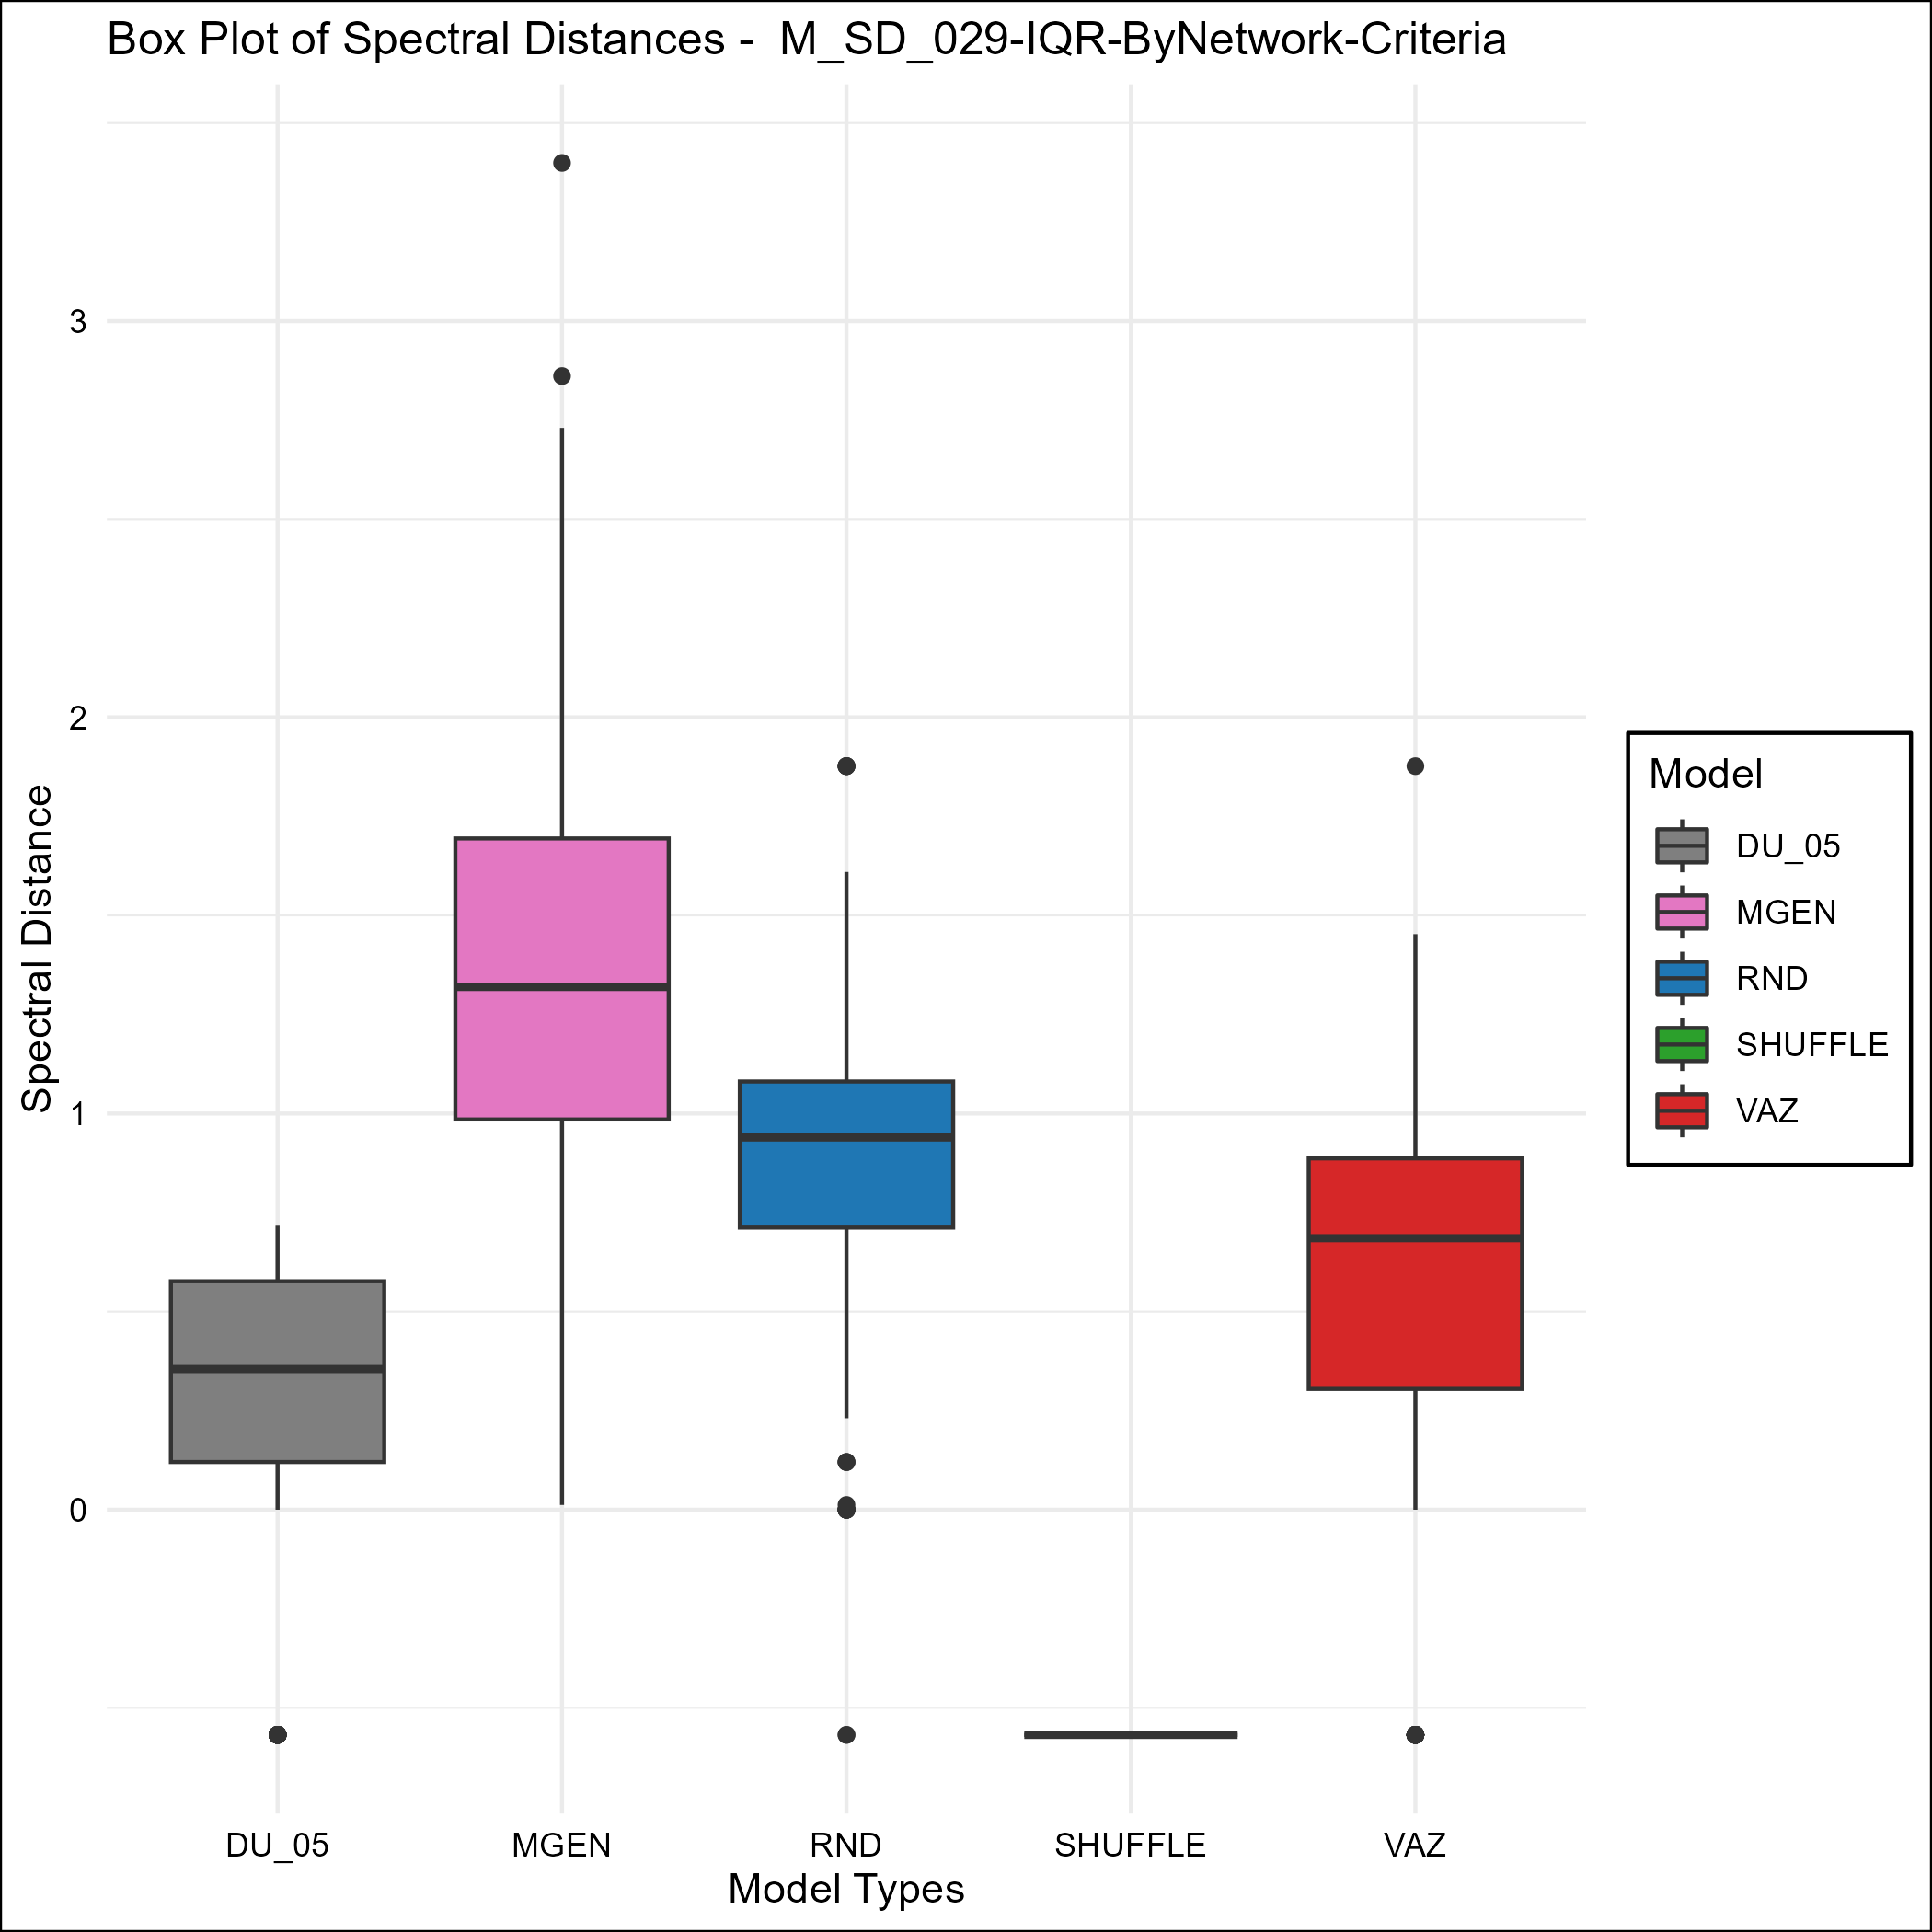 Box Plot of Spectral Distances -  M_SD_029-IQR-ByNetwork-Criteria
Spectral Distance
3
2
1
0
DU_05
MGEN
RND
SHUFFLE
VAZ
Model Types
Model
DU_05
MGEN
RND
SHUFFLE
VAZ